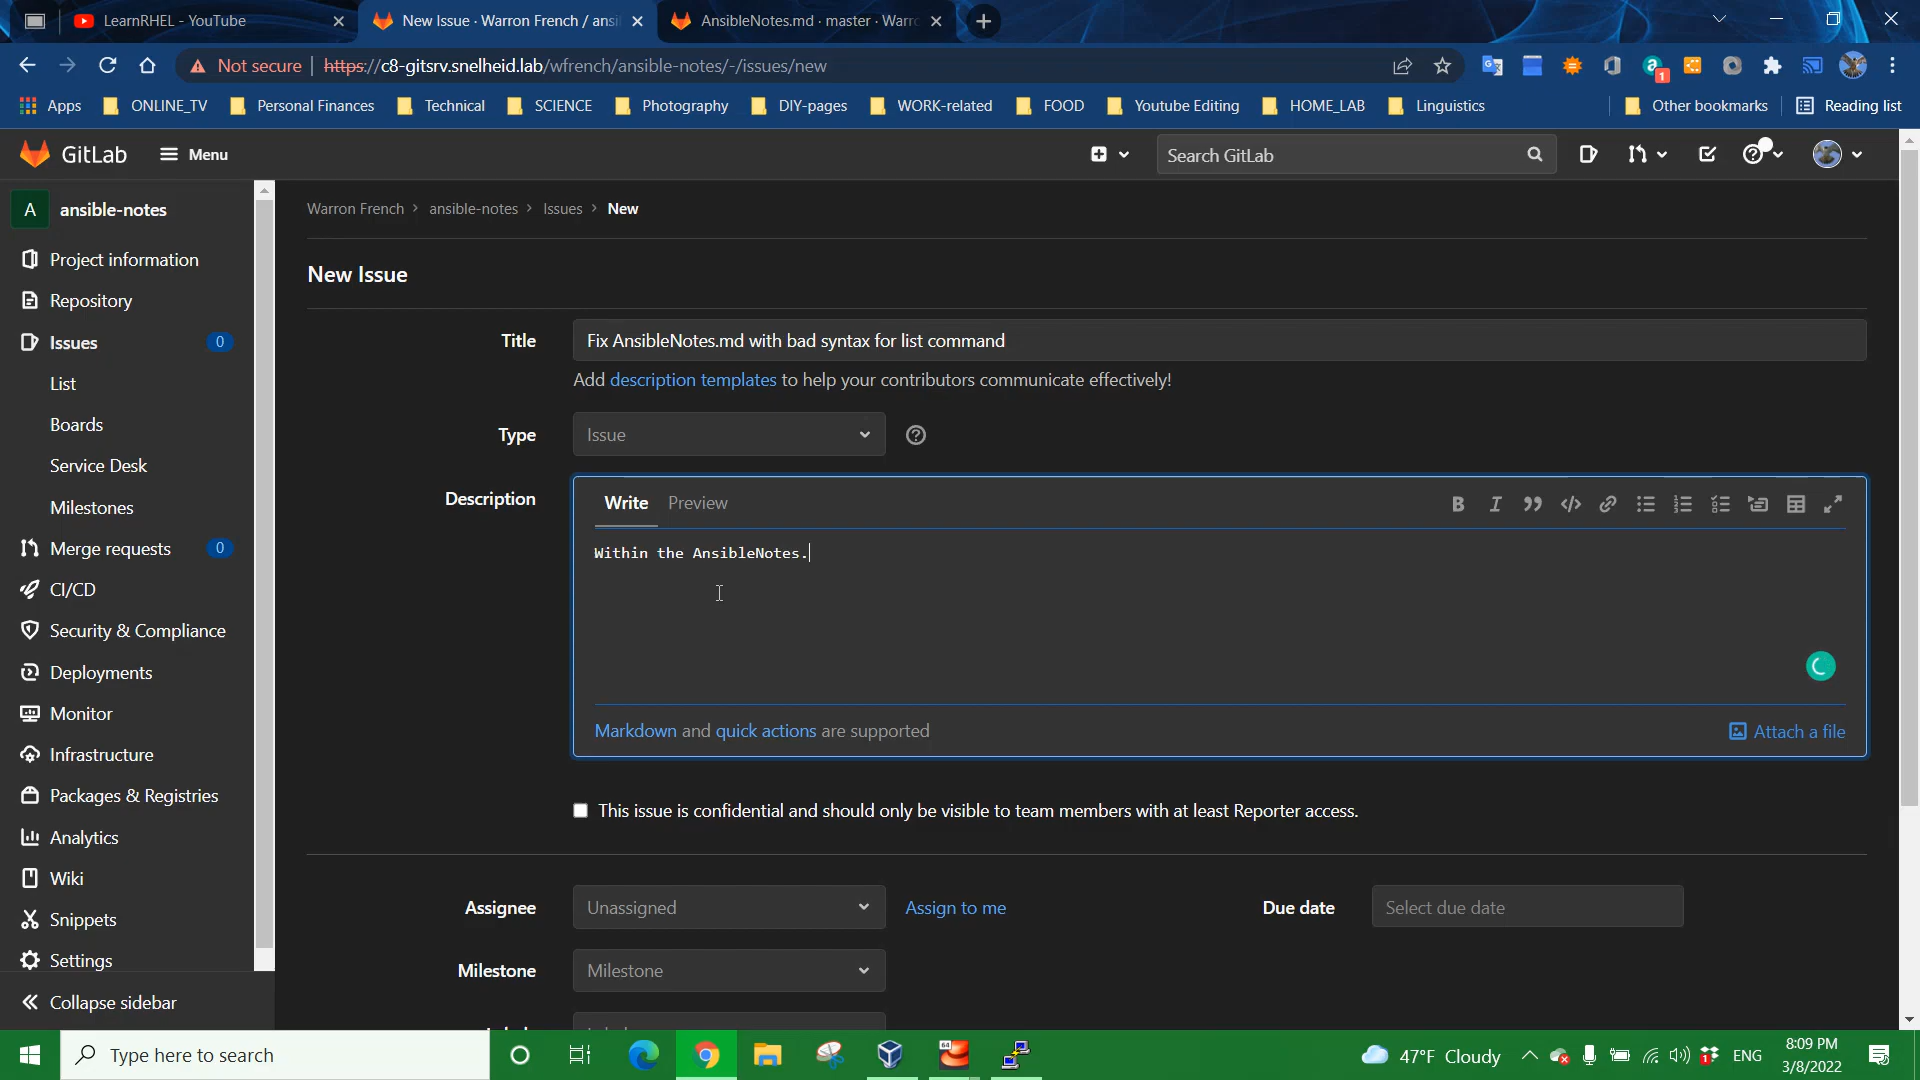 LearnRHEL - YouTube
New Issue · Warron French / ansi
AnsibleNotes.md · master · Warr
Not secure
https://c8-gitsrv.snelheid.lab/wfrench/ansible-notes/-/issues/new
1
Apps
ONLINE_TV
Personal Finances
Technical
SCIENCE
Photography
DIY-pages
WORK-related
FOOD
Youtube Editing
HOME_LAB
Linguistics
Other bookmarks
Reading list
GitLab
Menu
Search GitLab
A ansible-notes
Project information
Repository
Issues 0
List
Boards
Service Desk
Milestones
Merge requests 0
CI/CD
Security & Compliance
Deployments
Monitor
Infrastructure
Packages & Registries
Analytics
Wiki
Snippets
Settings
Collapse sidebar
Warron French > ansible-notes > Issues > New
New Issue
Title
Fix AnsibleNotes.md with bad syntax for list command
Add description templates to help your contributors communicate effectively!
Type
Issue
Description
Write Preview
Within the AnsibleNotes.
Markdown and quick actions are supported
Attach a file
This issue is confidential and should only be visible to team members with at least Reporter access.
Assignee
Unassigned
Assign to me
Due date
Select due date
Milestone
Milestone
Type here to search
64
47°F Cloudy
1
ENG
8:09 PM
3/8/2022